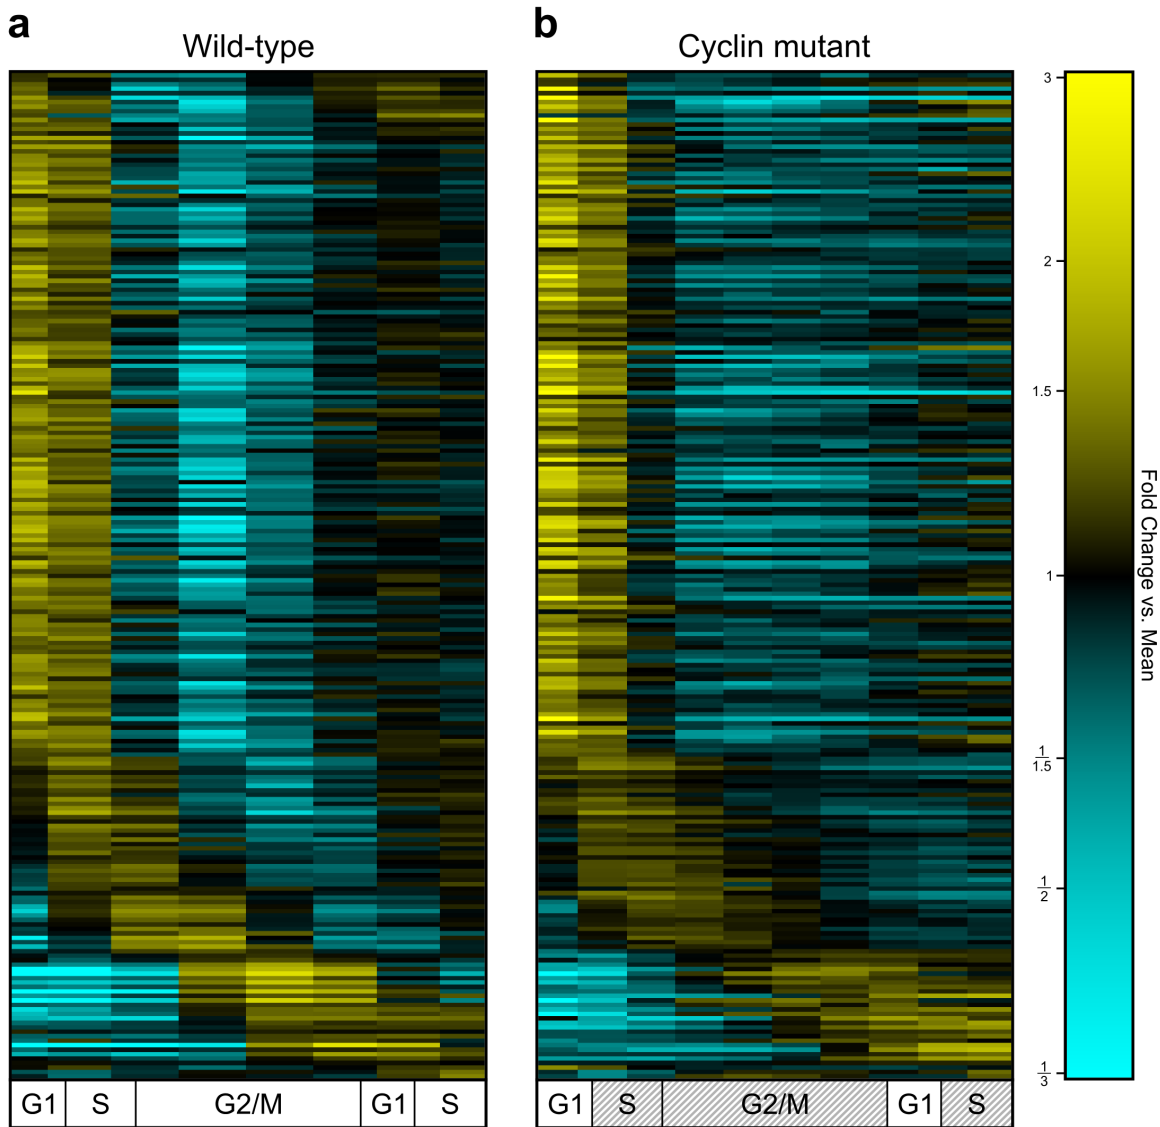 a
b
Wild-type
Cyclin mutant
3
2
1.5
1
1/1.5
1/2
1/3
Fold Change vs. Mean
G1 S G2/M G1 S
G1 S G2/M G1 S